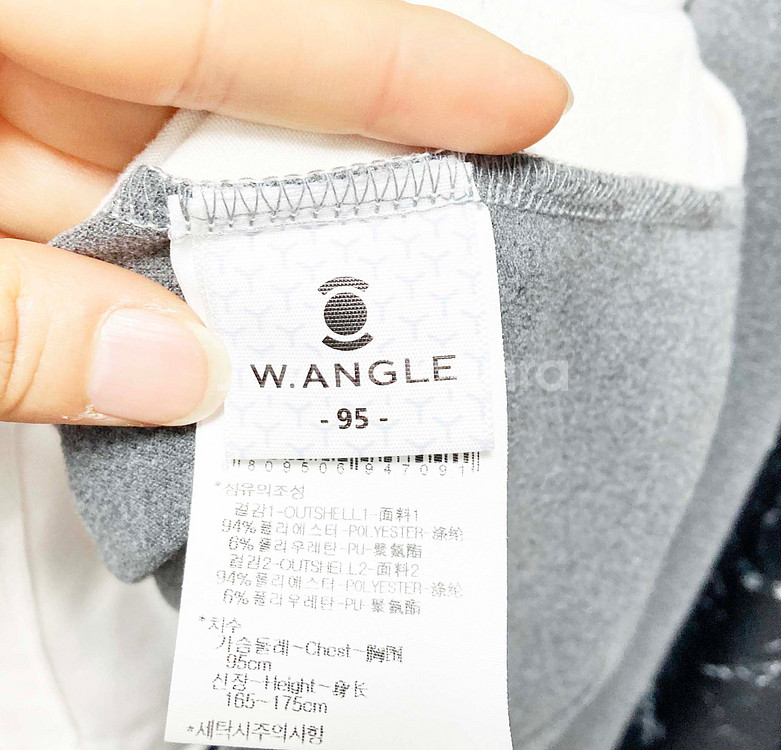 W.ANGLE
- 95 -
8809506947091
*섬유의조성
겉감1-OUTSHELL1-面料1
94%폴리에스터-POLYESTER-涤纶
6%폴리우레탄-PU-聚氨酯
겉감2-OUTSHELL2-面料2
94%폴리에스터-POLYESTER-涤纶
6%폴리우레탄-PU-聚氨酯
*치수
가슴둘레-Chest-胸围
95cm
신장-Height-身长
165-175cm
*세탁시주의사항